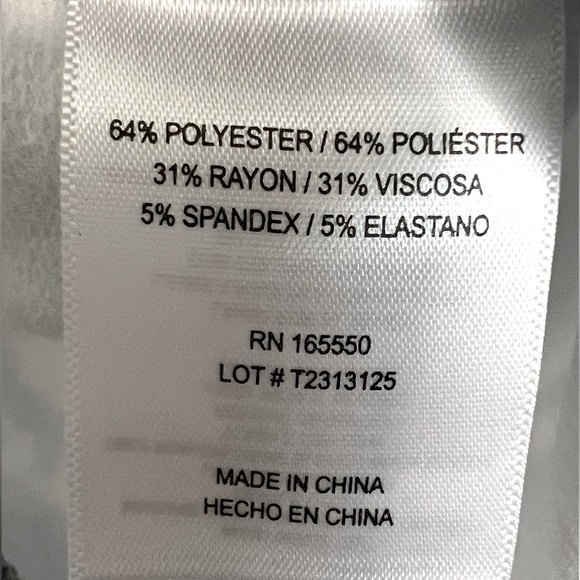 64% POLYESTER / 64% POLIÉSTER
31% RAYON / 31% VISCOSA
5% SPANDEX / 5% ELASTANO
RN 165550
LOT # T2313125
MADE IN CHINA
HECHO EN CHINA